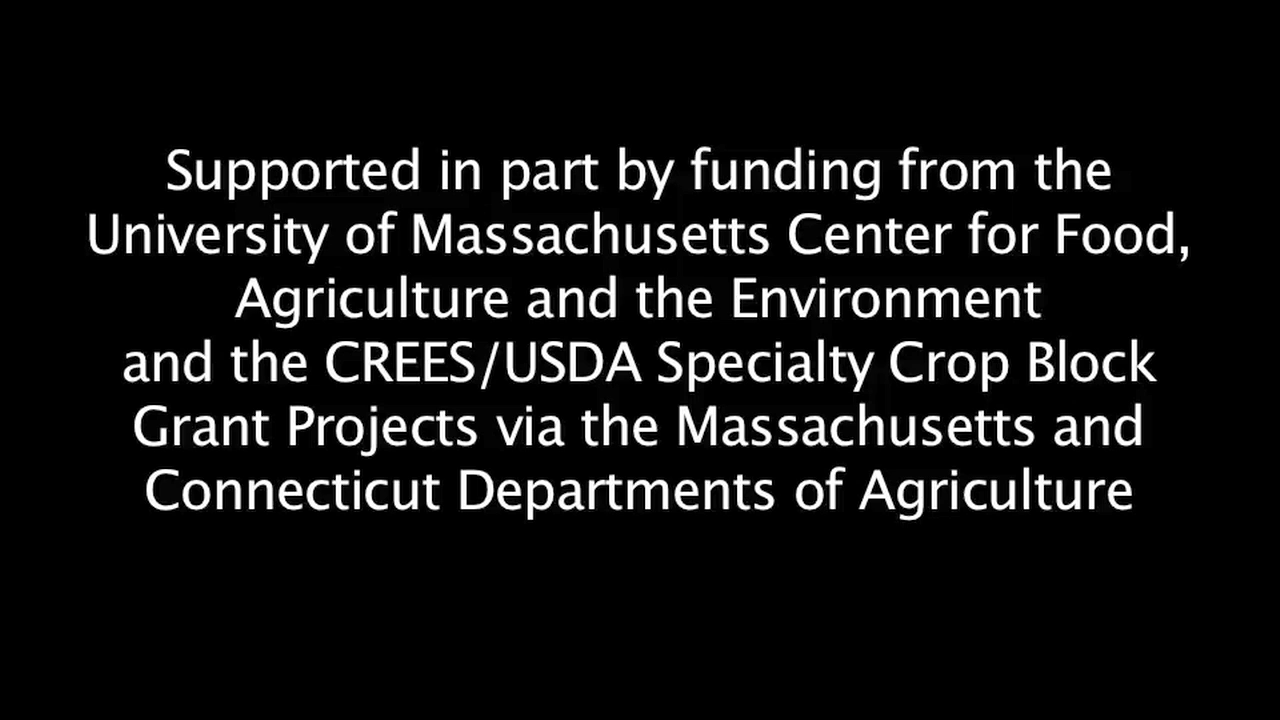 Supported in part by funding from the
University of Massachusetts Center for Food,
Agriculture and the Environment
and the CREES/USDA Specialty Crop Block
Grant Projects via the Massachusetts and
Connecticut Departments of Agriculture